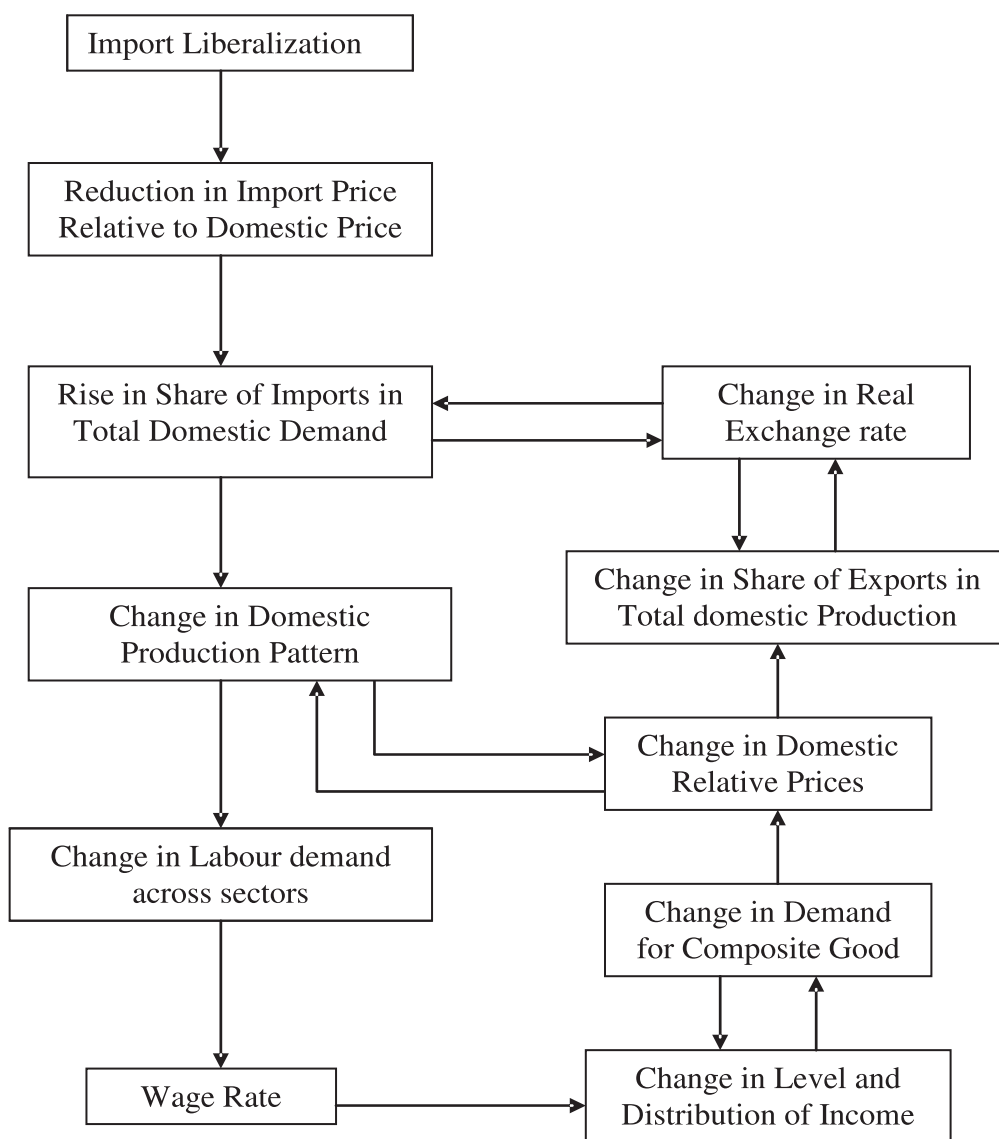 Import Liberalization
Reduction in Import Price
Relative to Domestic Price
Rise in Share of Imports in
Total Domestic Demand
Change in Real
Exchange rate
Change in Share of Exports in
Total domestic Production
Change in Domestic
Production Pattern
Change in Domestic
Relative Prices
Change in Labour demand
across sectors
Change in Demand
for Composite Good
Wage Rate
Change in Level and
Distribution of Income